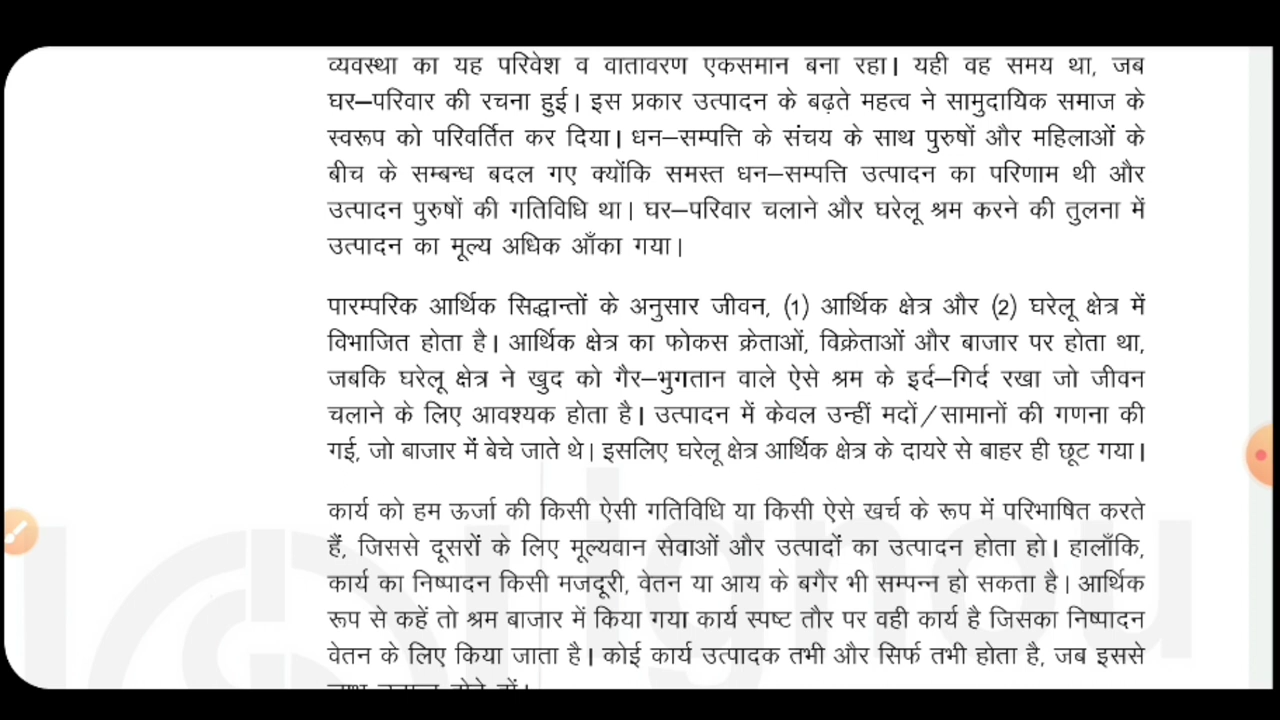 व्यवस्था का यह परिवेश व वातावरण एकसमान बना रहा। यही वह समय था, जब
घर–परिवार की रचना हुई। इस प्रकार उत्पादन के बढ़ते महत्व ने सामुदायिक समाज के
स्वरूप को परिवर्तित कर दिया। धन–सम्पत्ति के संचय के साथ पुरुषों और महिलाओं के
बीच के सम्बन्ध बदल गए क्योंकि समस्त धन–सम्पत्ति उत्पादन का परिणाम थी और
उत्पादन पुरुषों की गतिविधि था। घर–परिवार चलाने और घरेलू श्रम करने की तुलना में
उत्पादन का मूल्य अधिक आँका गया।
पारम्परिक आर्थिक सिद्धान्तों के अनुसार जीवन, (1) आर्थिक क्षेत्र और (2) घरेलू क्षेत्र में
विभाजित होता है। आर्थिक क्षेत्र का फोकस क्रेताओं, विक्रेताओं और बाजार पर होता था,
जबकि घरेलू क्षेत्र ने खुद को गैर–भुगतान वाले ऐसे श्रम के इर्द–गिर्द रखा जो जीवन
चलाने के लिए आवश्यक होता है। उत्पादन में केवल उन्हीं मदों/सामानों की गणना की
गई, जो बाजार में बेचे जाते थे। इसलिए घरेलू क्षेत्र आर्थिक क्षेत्र के दायरे से बाहर ही छूट गया।
कार्य को हम ऊर्जा की किसी ऐसी गतिविधि या किसी ऐसे खर्च के रूप में परिभाषित करते
हैं, जिससे दूसरों के लिए मूल्यवान सेवाओं और उत्पादों का उत्पादन होता हो। हालाँकि,
कार्य का निष्पादन किसी मजदूरी, वेतन या आय के बगैर भी सम्पन्न हो सकता है। आर्थिक
रूप से कहें तो श्रम बाजार में किया गया कार्य स्पष्ट तौर पर वही कार्य है जिसका निष्पादन
वेतन के लिए किया जाता है। कोई कार्य उत्पादक तभी और सिर्फ तभी होता है, जब इससे
ignou